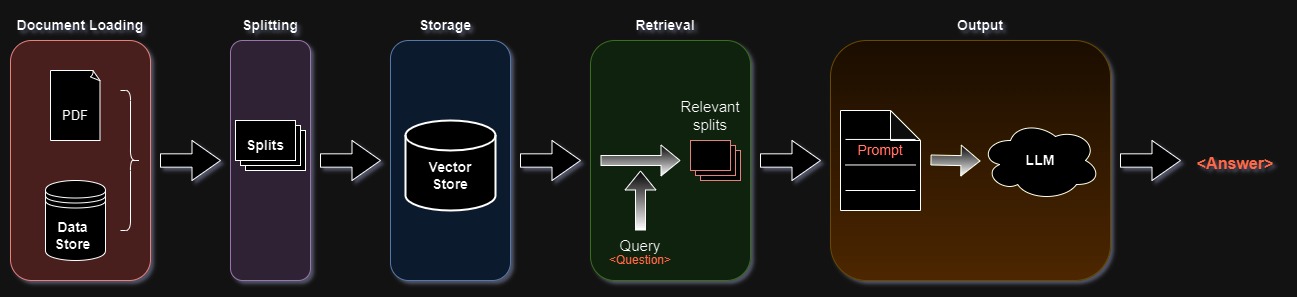 Document Loading
Splitting
Storage
Retrieval
Output
PDF
Data
Store
Splits
Vector
Store
Relevant
splits
Query
<Question>
Prompt
LLM
<Answer>